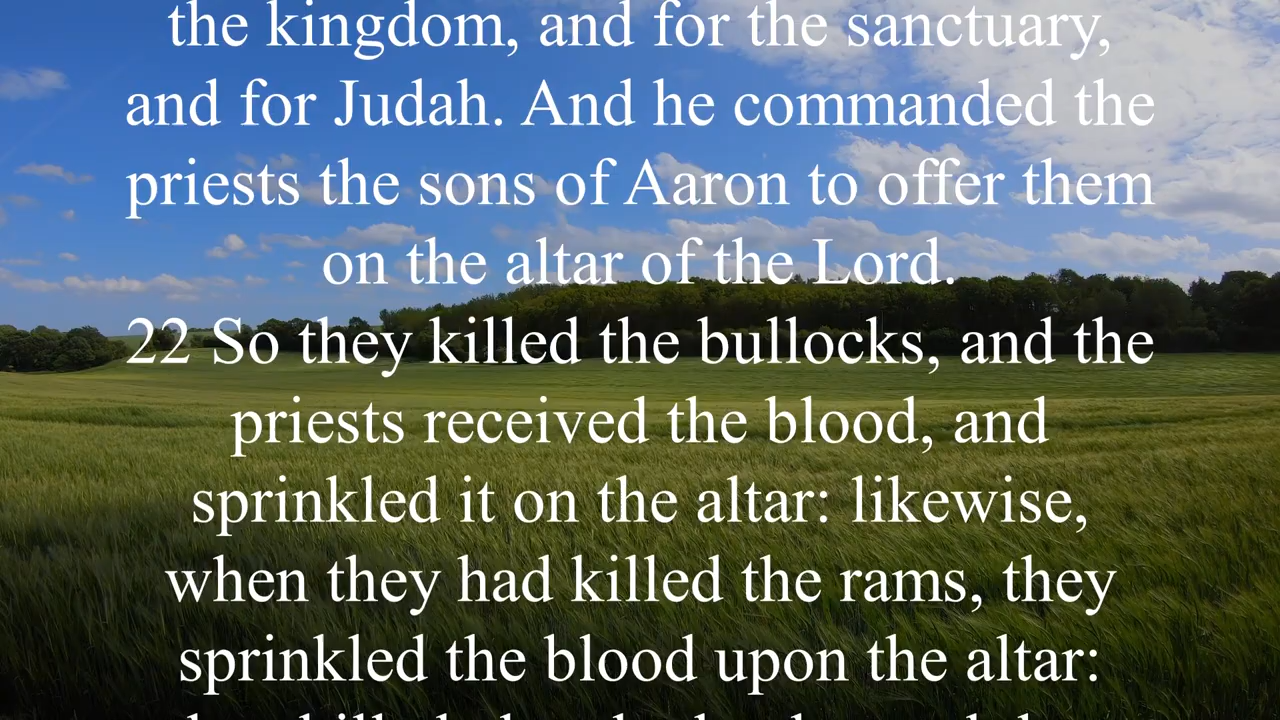 the kingdom, and for the sanctuary,
and for Judah. And he commanded the
priests the sons of Aaron to offer them
on the altar of the Lord.
22 So they killed the bullocks, and the
priests received the blood, and
sprinkled it on the altar: likewise,
when they had killed the rams, they
sprinkled the blood upon the altar: